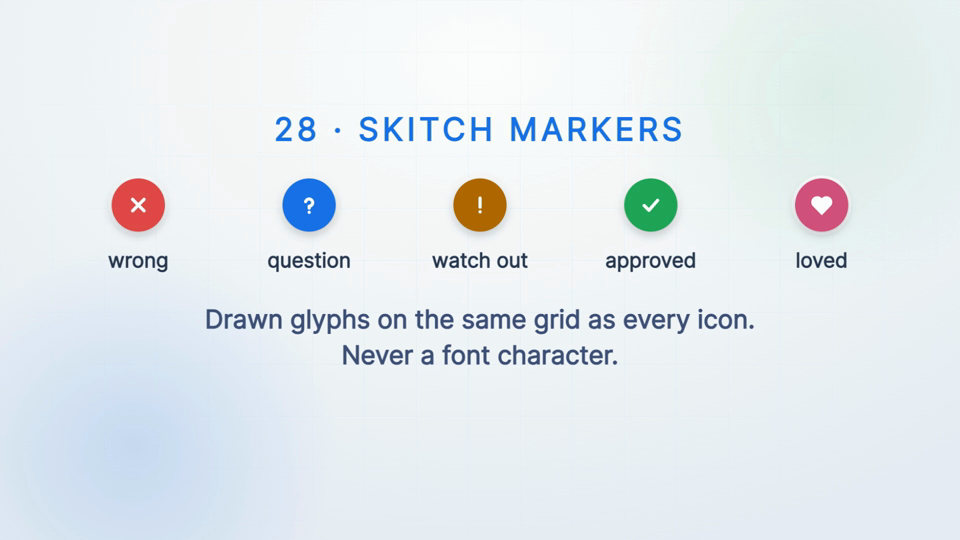 28 · SKITCH MARKERS
wrong question watch out approved loved
Drawn glyphs on the same grid as every icon.
Never a font character.